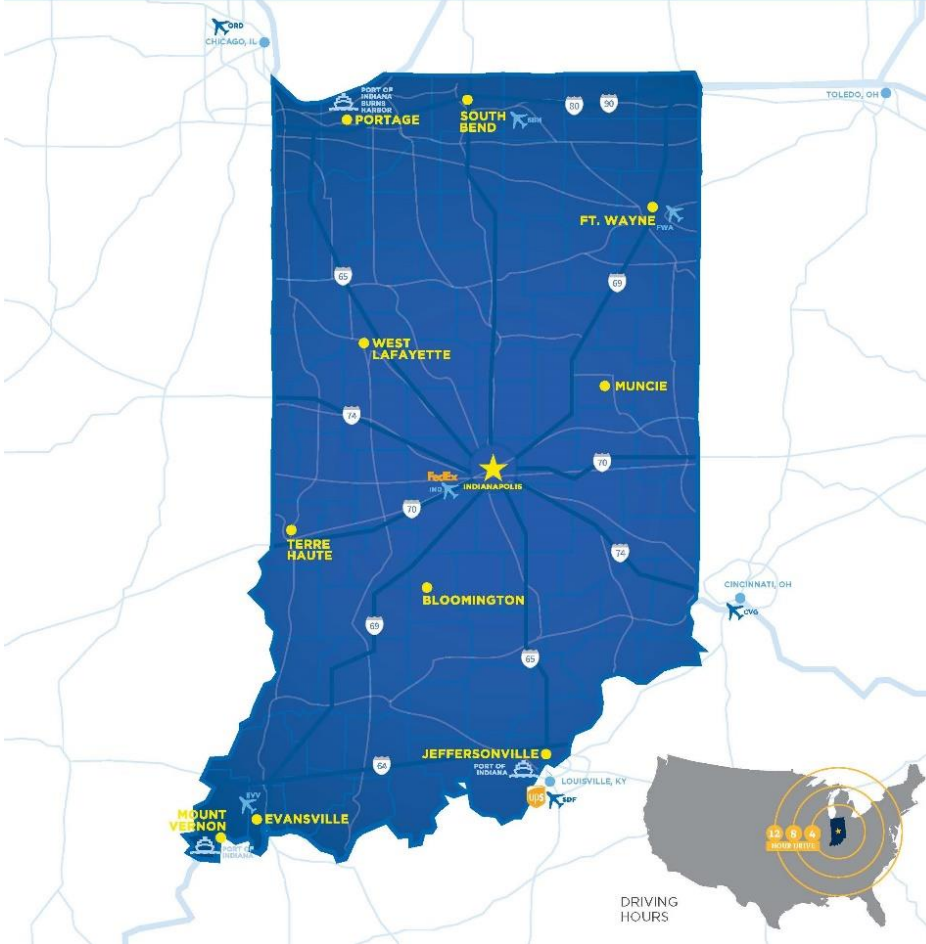 ORD
CHICAGO, IL
PORT OF
INDIANA
BURNS
HARBOR
PORTAGE
SOUTH
BEND
SBN
80
90
TOLEDO, OH
FT. WAYNE
FWA
65
69
WEST
LAFAYETTE
MUNCIE
74
70
FedEx
IND
INDIANAPOLIS
70
TERRE
HAUTE
74
BLOOMINGTON
CINCINNATI, OH
CVG
69
65
JEFFERSONVILLE
PORT OF
INDIANA
64
LOUISVILLE, KY
ups
SDF
EVV
MOUNT
VERNON
EVANSVILLE
PORT OF
INDIANA
12 8 4
HOUR DRIVE
DRIVING
HOURS